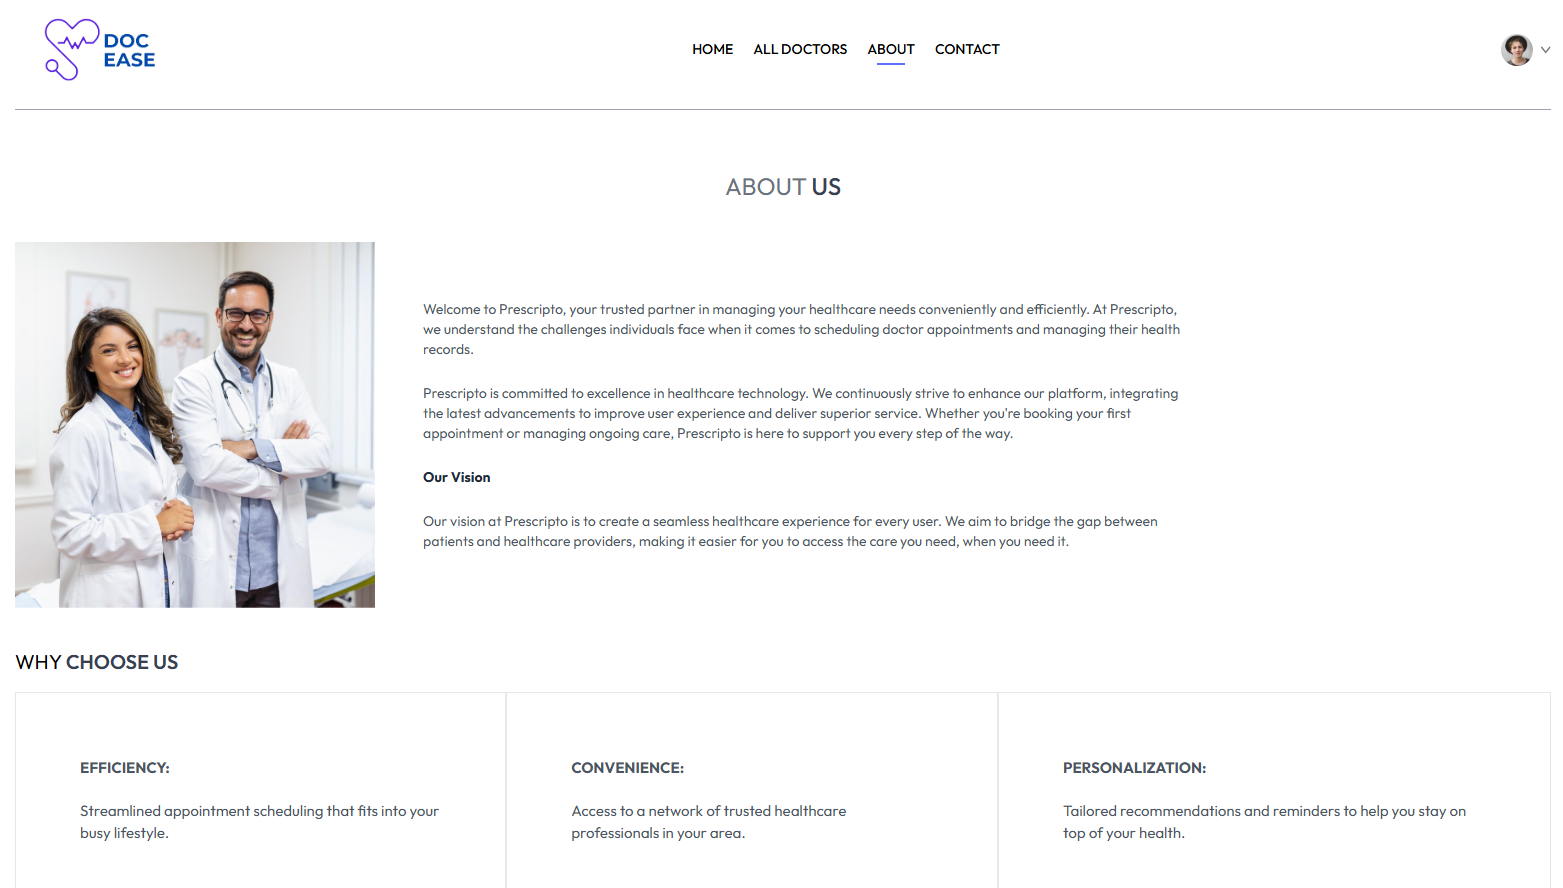 DOC
EASE
HOME ALL DOCTORS ABOUT CONTACT
ABOUT US
Welcome to Prescripto, your trusted partner in managing your healthcare needs conveniently and efficiently. At Prescripto,
we understand the challenges individuals face when it comes to scheduling doctor appointments and managing their health
records.
Prescripto is committed to excellence in healthcare technology. We continuously strive to enhance our platform, integrating
the latest advancements to improve user experience and deliver superior service. Whether you're booking your first
appointment or managing ongoing care, Prescripto is here to support you every step of the way.
Our Vision
Our vision at Prescripto is to create a seamless healthcare experience for every user. We aim to bridge the gap between
patients and healthcare providers, making it easier for you to access the care you need, when you need it.
WHY CHOOSE US
EFFICIENCY:
Streamlined appointment scheduling that fits into your
busy lifestyle.
CONVENIENCE:
Access to a network of trusted healthcare
professionals in your area.
PERSONALIZATION:
Tailored recommendations and reminders to help you stay on
top of your health.